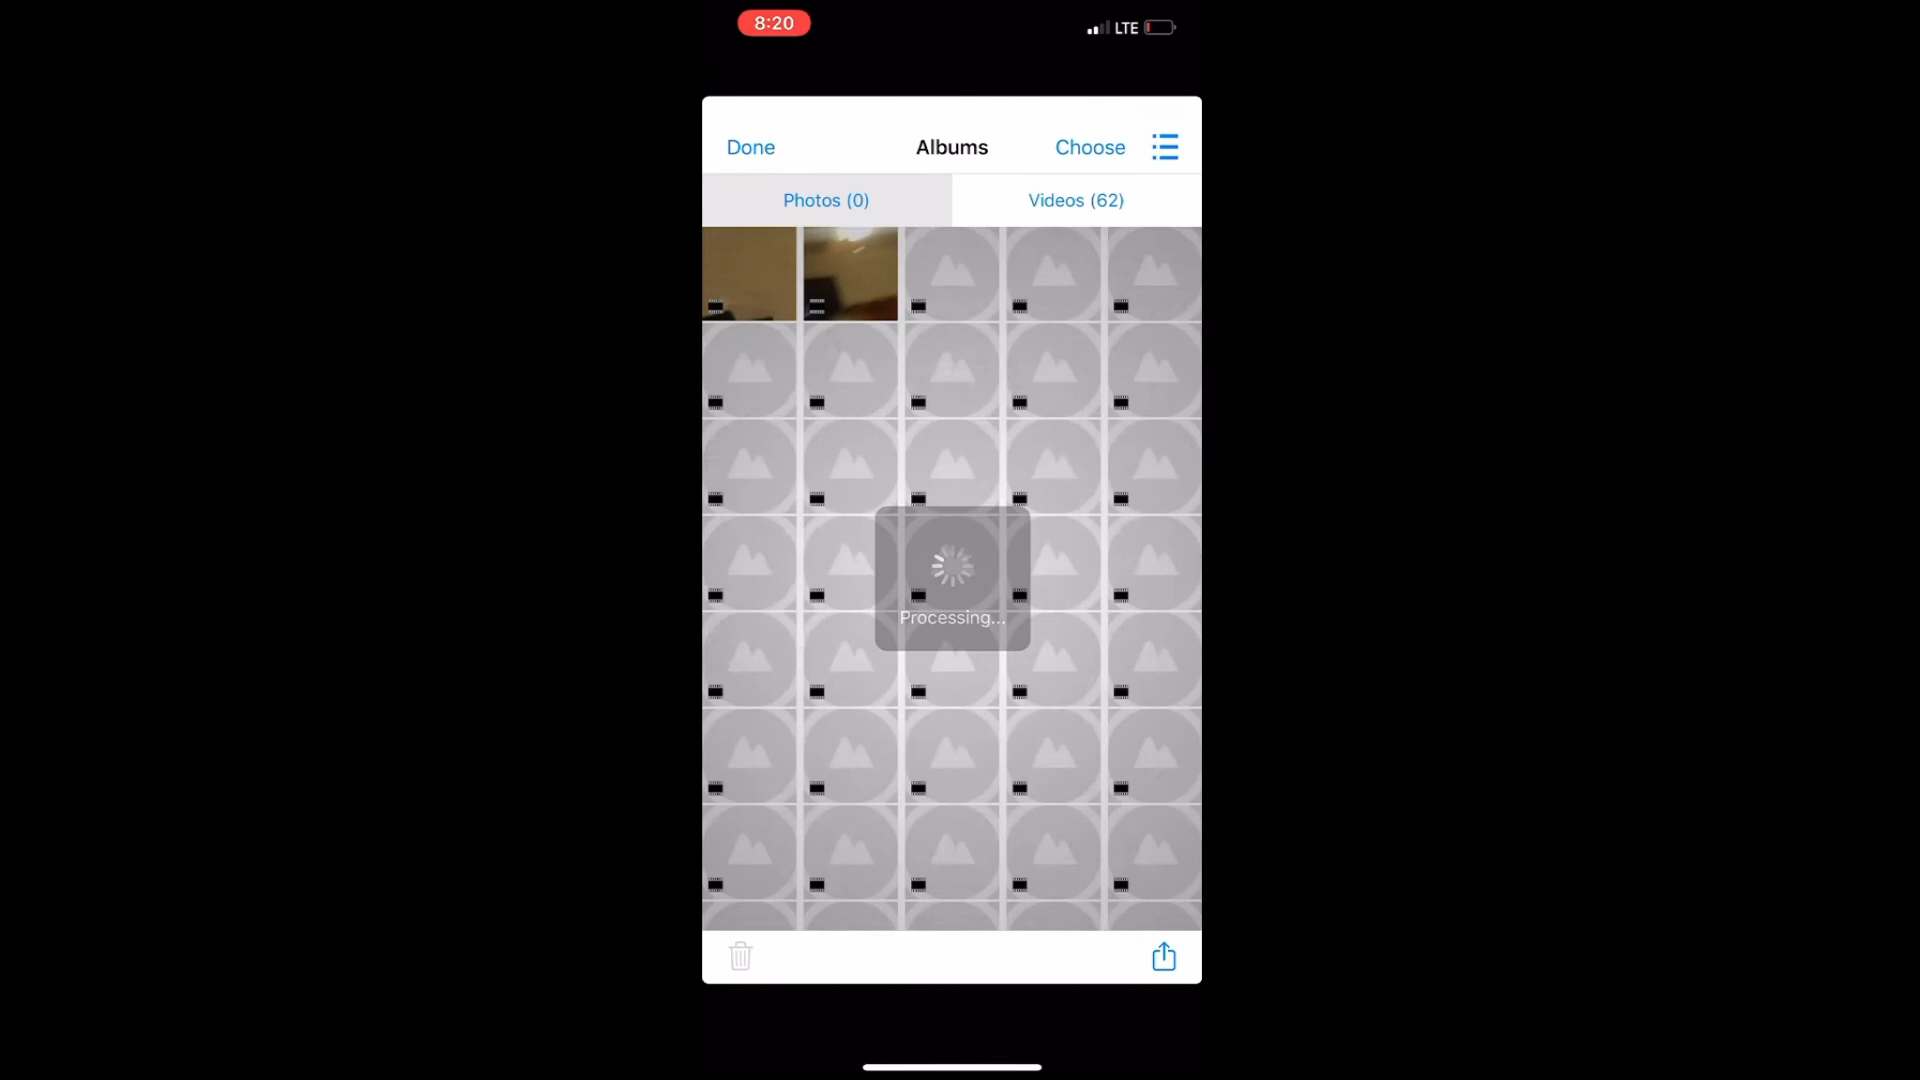 8:20
LTE
Done
Albums
Choose
Photos (0)
Videos (62)
Processing...